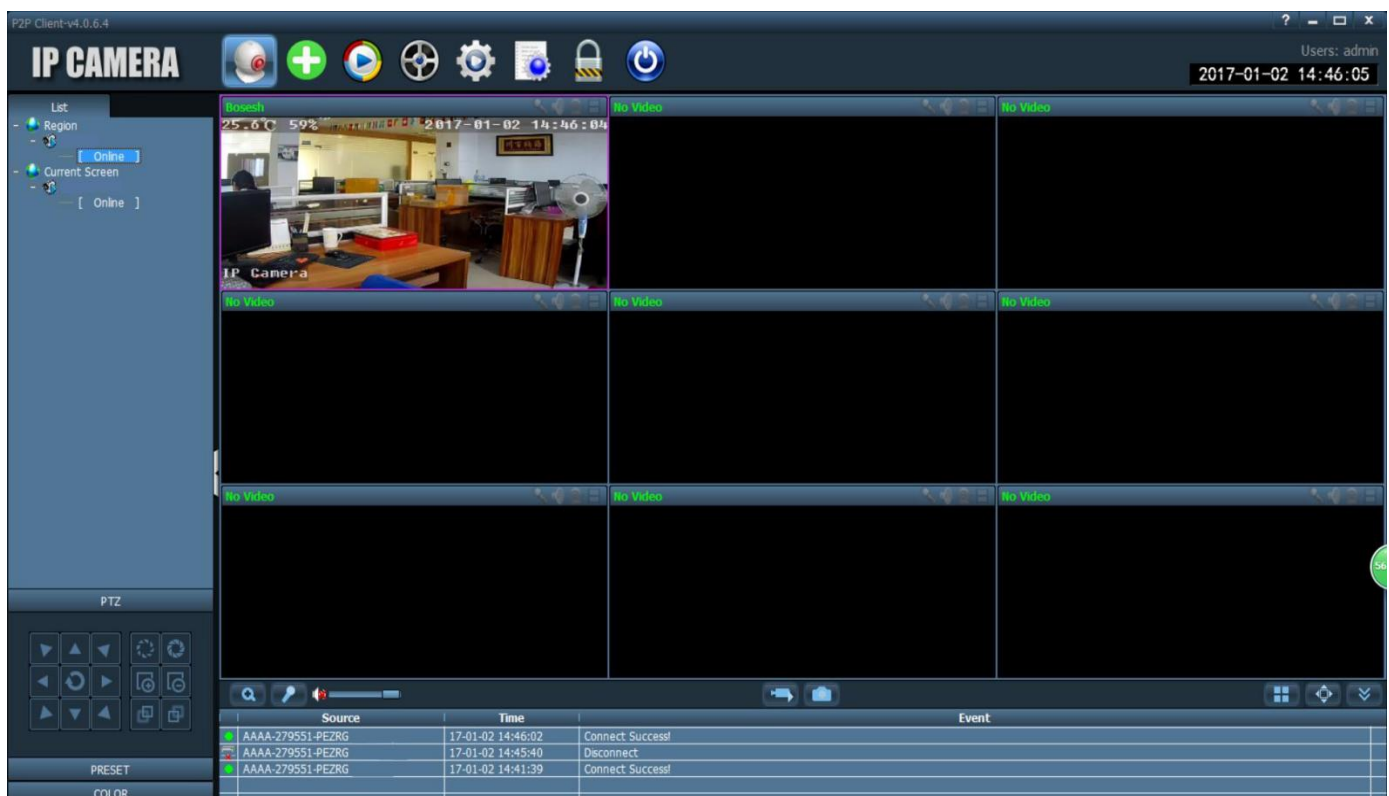 P2P Client-v4.0.6.4
IP CAMERA
Users: admin
2017-01-02 14:46:05
List
Region
[ Online ]
Current Screen
[ Online ]
Bosesh
25.6℃ 59% 2017-01-02 14:46:04
IP Camera
No Video
No Video
No Video
No Video
No Video
No Video
No Video
No Video
56
PTZ
PRESET
COLOR
Source Time Event
AAAA-279551-PEZRG 17-01-02 14:46:02 Connect Success!
AAAA-279551-PEZRG 17-01-02 14:45:40 Disconnect
AAAA-279551-PEZRG 17-01-02 14:41:39 Connect Success!